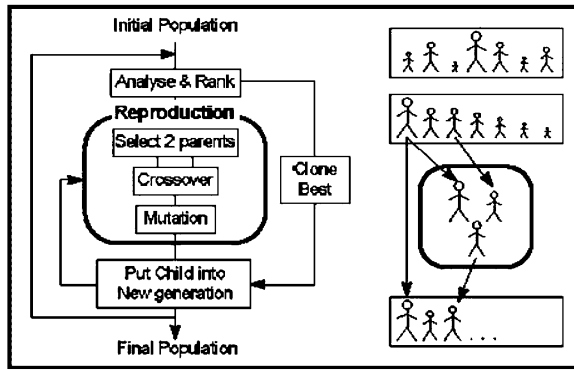 Initial Population
Analyse & Rank
Reproduction
Select 2 parents
Crossover
Mutation
Clone
Best
Put Child into
New generation
Final Population
. . .